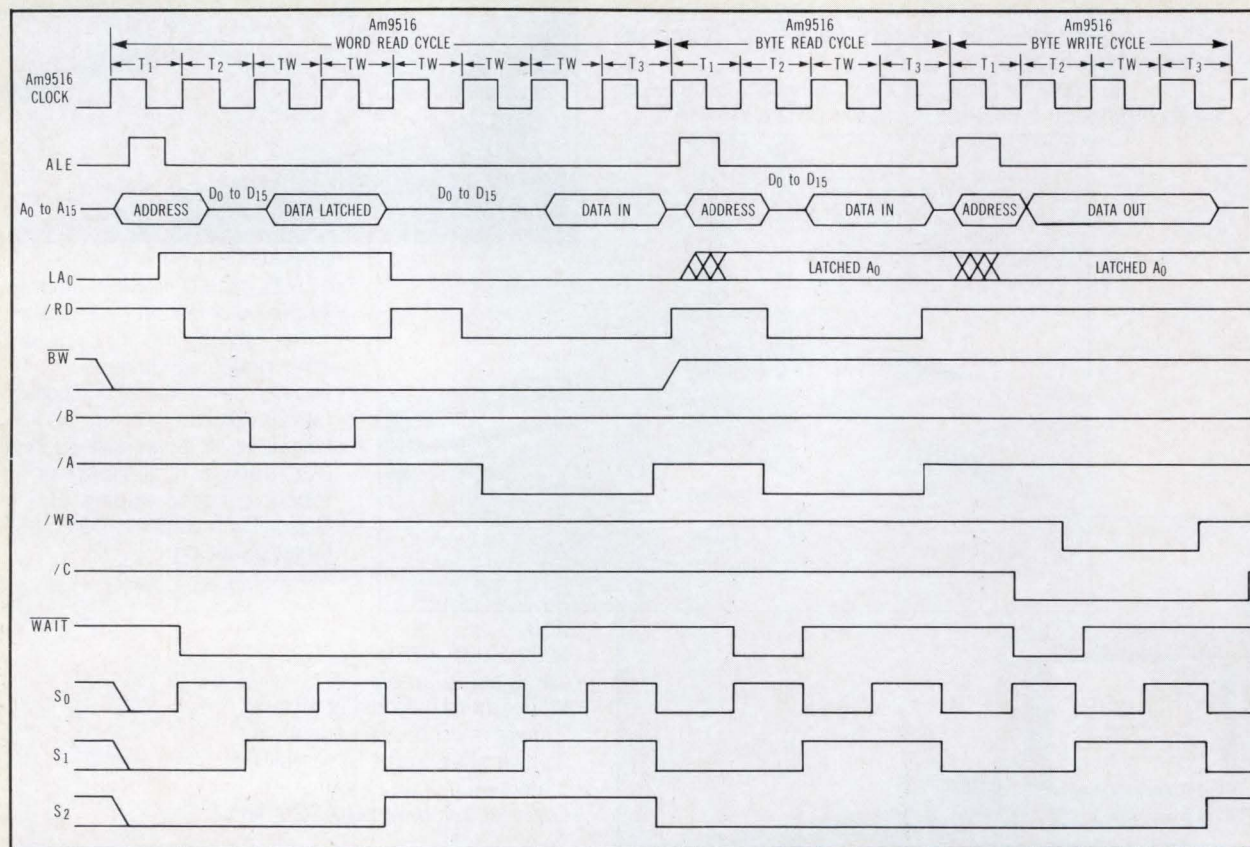 Am9516 Am9516 Am9516
WORD READ CYCLE BYTE READ CYCLE BYTE WRITE CYCLE
T1 T2 TW TW TW TW TW T3 T1 T2 TW T3 T1 T2 TW T3
Am9516
CLOCK
ALE
D0 to D15 D0 to D15 D0 to D15
A0 to A15 ADDRESS DATA LATCHED DATA IN ADDRESS DATA IN ADDRESS DATA OUT
LA0 LATCHED A0 LATCHED A0
/RD
B̅W̅
/B
/A
/WR
/C
W̅A̅I̅T̅
S0
S1
S2